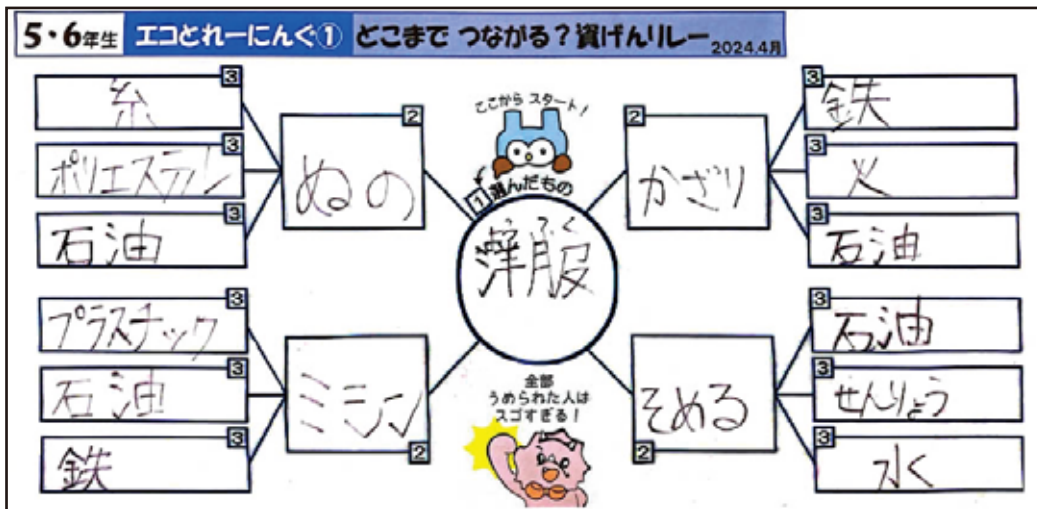 5・6年生 エコとれーにんぐ① どこまで つながる？資げんリレー 2024.4月
ここから スタート！
1 選んだもの
ようふく
洋服
2 ぬの
3 糸
3 ポリエステル
3 石油
2 かざり
3 鉄
3 火
3 石油
2 ミシン
3 プラスチック
3 石油
3 鉄
2 そめる
3 石油
3 せんりょう
3 水
全部
うめられた人は
スゴすぎる！